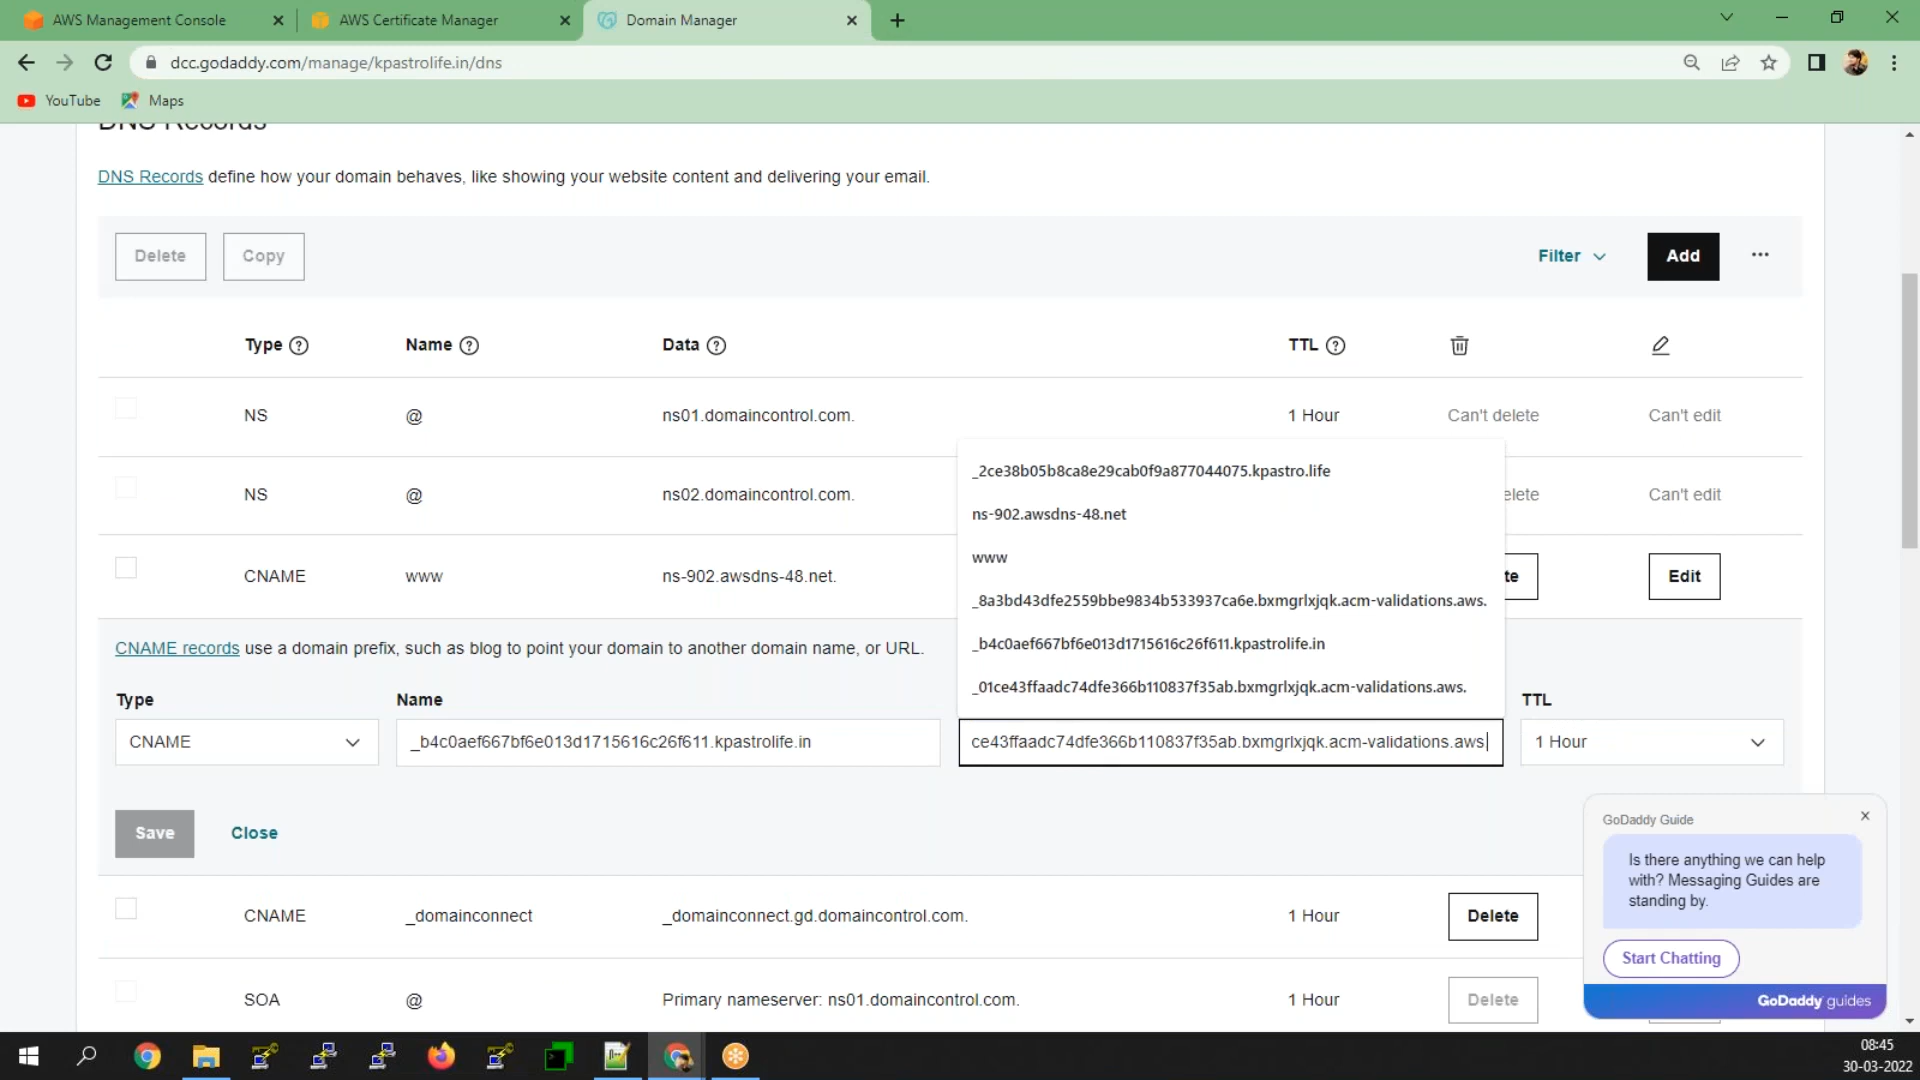 AWS Management Console
AWS Certificate Manager
Domain Manager
dcc.godaddy.com/manage/kpastrolife.in/dns
YouTube
Maps
DNS Records
DNS Records define how your domain behaves, like showing your website content and delivering your email.
Delete
Copy
Filter
Add
Type
Name
Data
TTL
NS
@
ns01.domaincontrol.com.
1 Hour
Can't delete
Can't edit
_2ce38b05b8ca8e29cab0f9a877044075.kpastro.life
NS
@
ns02.domaincontrol.com.
elete
Can't edit
ns-902.awsdns-48.net
www
CNAME
www
ns-902.awsdns-48.net.
te
Edit
_8a3bd43dfe2559bbe9834b533937ca6e.bxmgrlxjqk.acm-validations.aws.
CNAME records use a domain prefix, such as blog to point your domain to another domain name, or URL.
_b4c0aef667bf6e013d1715616c26f611.kpastrolife.in
_01ce43ffaadc74dfe366b110837f35ab.bxmgrlxjqk.acm-validations.aws.
Type
Name
TTL
CNAME
_b4c0aef667bf6e013d1715616c26f611.kpastrolife.in
ce43ffaadc74dfe366b110837f35ab.bxmgrlxjqk.acm-validations.aws
1 Hour
Save
Close
GoDaddy Guide
Is there anything we can help
with? Messaging Guides are
standing by.
Start Chatting
GoDaddy guides
CNAME
_domainconnect
_domainconnect.gd.domaincontrol.com.
1 Hour
Delete
SOA
@
Primary nameserver: ns01.domaincontrol.com.
1 Hour
Delete
08:45
30-03-2022